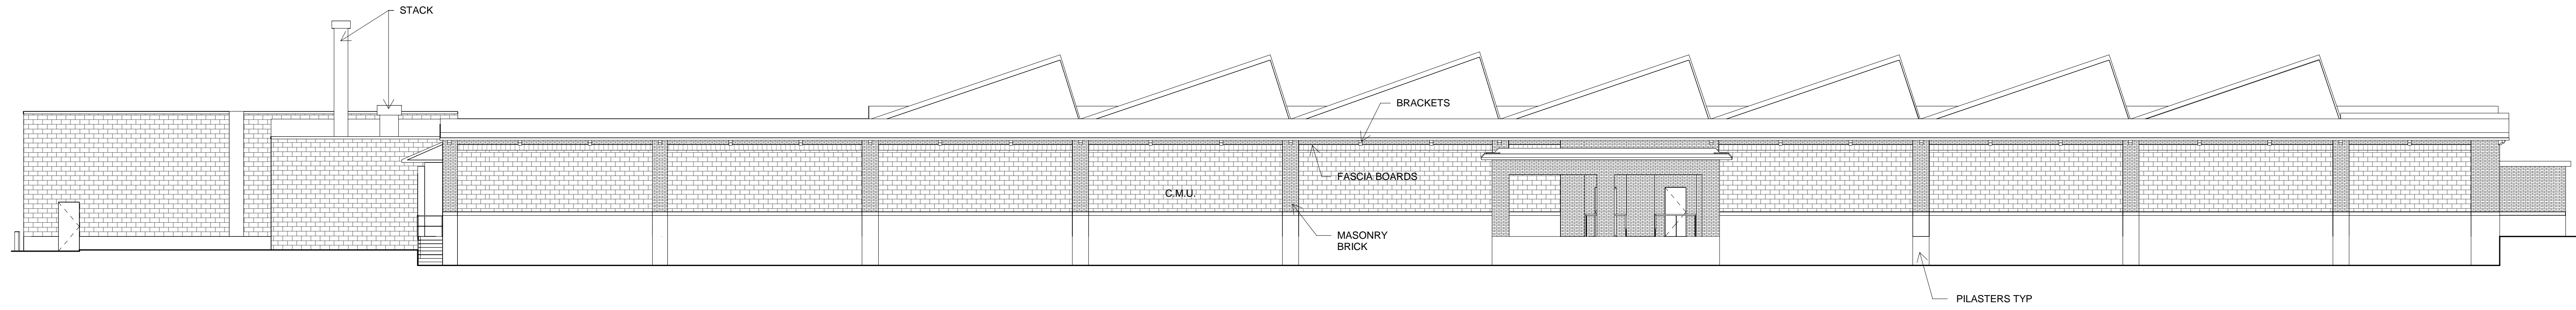 STACK
BRACKETS
FASCIA BOARDS
C.M.U.
MASONRY
BRICK
PILASTERS TYP